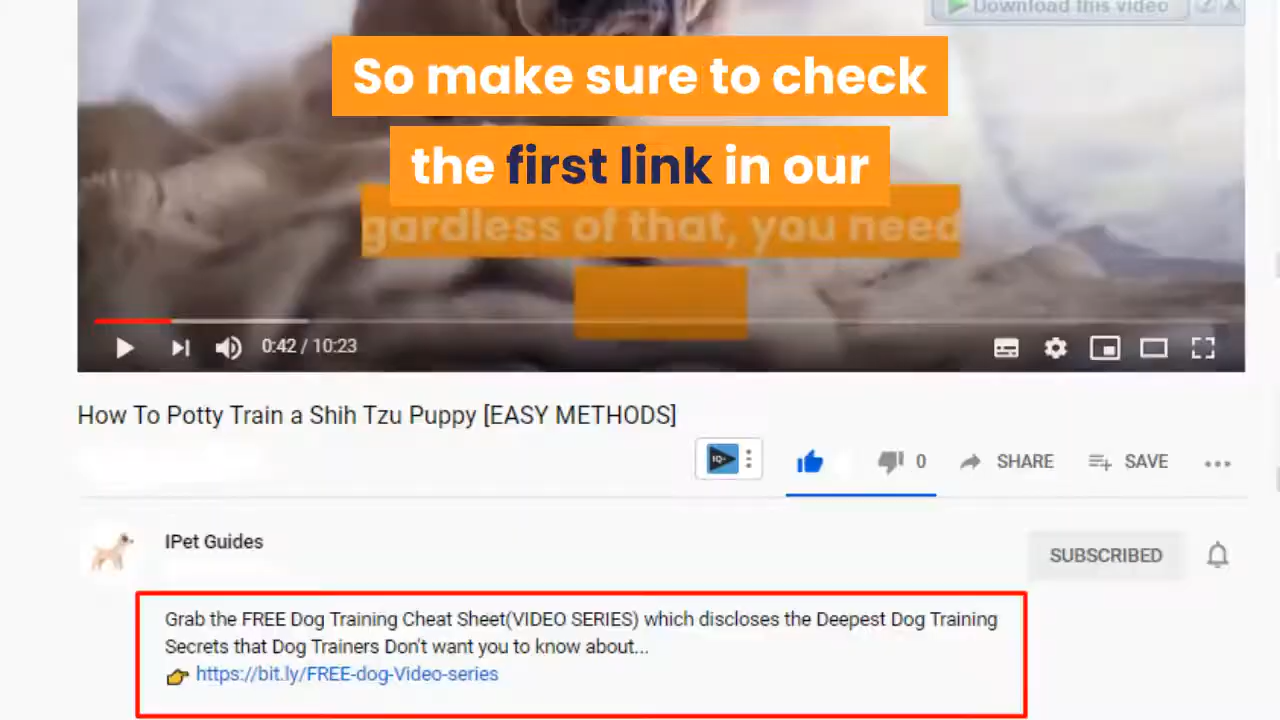 Download this video
So make sure to check
the first link in our
gardless of that, you need
0:42 / 10:23
How To Potty Train a Shih Tzu Puppy [EASY METHODS]
IQ
0
SHARE
SAVE
IPet Guides
SUBSCRIBED
Grab the FREE Dog Training Cheat Sheet(VIDEO SERIES) which discloses the Deepest Dog Training
Secrets that Dog Trainers Don't want you to know about...
👉 https://bit.ly/FREE-dog-Video-series